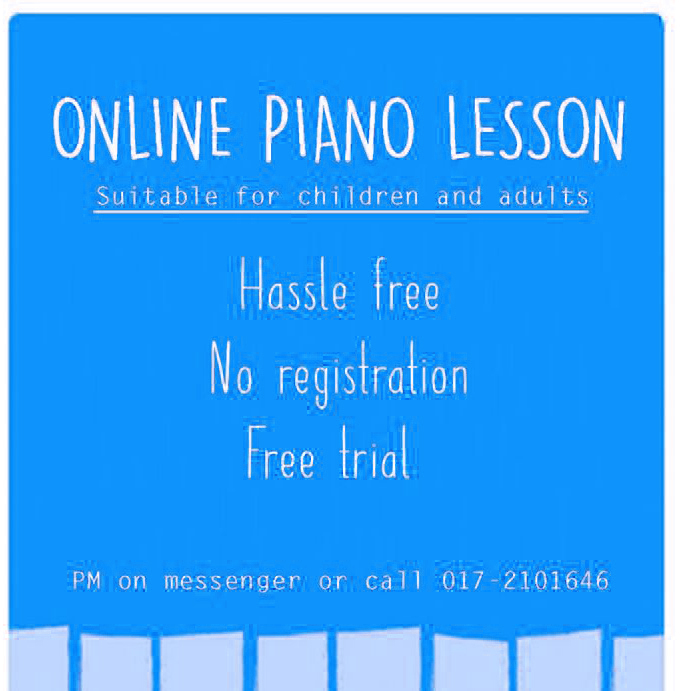 ONLINE PIANO LESSON
Suitable for children and adults
Hassle free
No registration
Free trial
PM on messenger or call 017-2101646